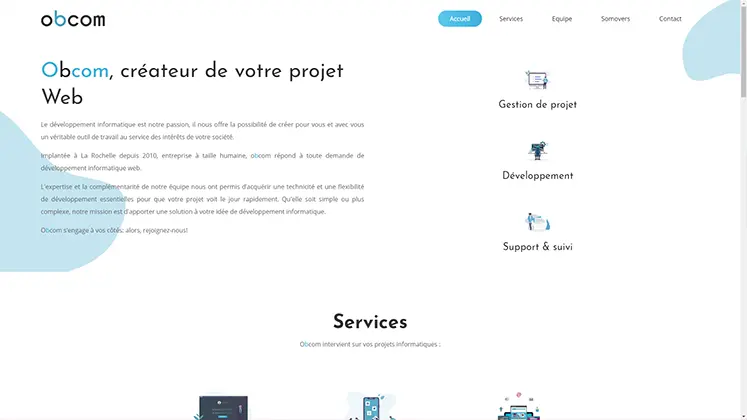 obcom
Accueil
Services
Equipe
Somovers
Contact
Obcom, créateur de votre projet
Web
Le développement informatique est notre passion, il nous offre la possibilité de créer pour vous et avec vous
un véritable outil de travail au service des intérêts de votre société.
Implantée à La Rochelle depuis 2010, entreprise à taille humaine, obcom répond à toute demande de
développement informatique web.
L'expertise et la complémentarité de notre équipe nous ont permis d'acquérir une technicité et une flexibilité
de développement essentielles pour que votre projet voit le jour rapidement. Qu'elle soit simple ou plus
complexe, notre mission est d'apporter une solution à votre idée de développement informatique.
Obcom s'engage à vos côtés: alors, rejoignez-nous!
Gestion de projet
Développement
Support & suivi
Services
Obcom intervient sur vos projets informatiques :